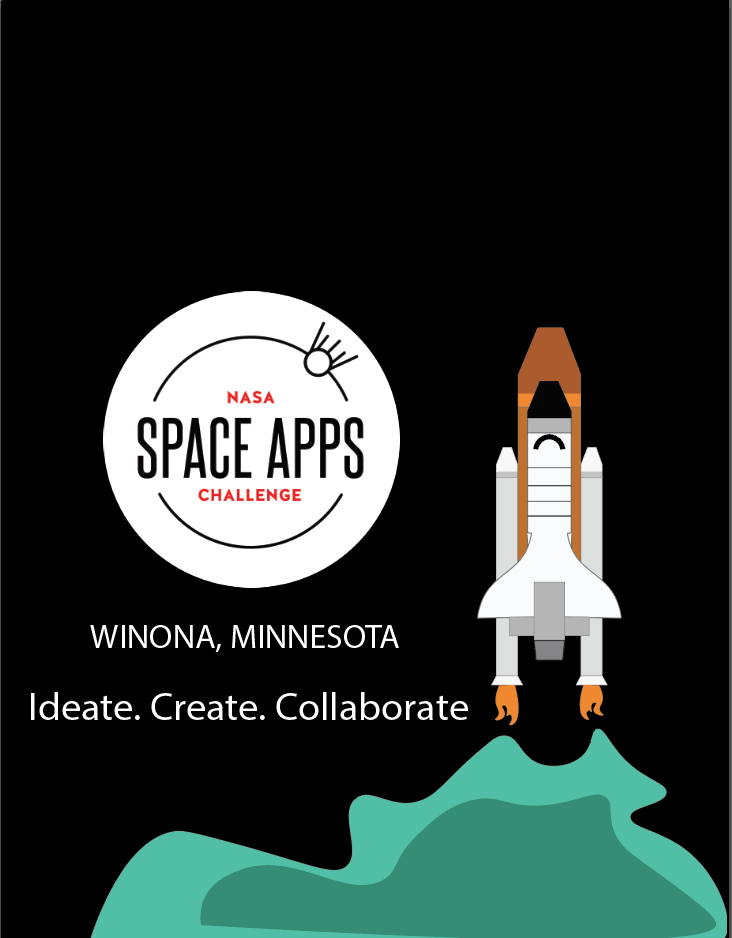 NASA
SPACE APPS
CHALLENGE
WINONA, MINNESOTA
Ideate. Create. Collaborate